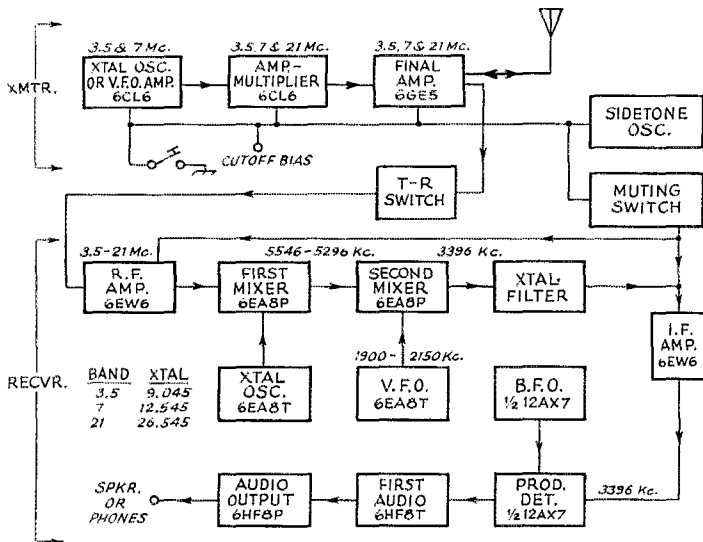 3.5 & 7 Mc.
XTAL OSC.
OR V.F.O. AMP.
6CL6
3.5, 7 & 21 Mc.
AMP.-
MULTIPLIER
6CL6
3.5, 7 & 21 Mc.
FINAL
AMP.
6GE5
XMTR.
SIDETONE
OSC.
CUTOFF BIAS
T-R
SWITCH
MUTING
SWITCH
3.5-21 Mc.
R.F.
AMP.
6EW6
FIRST
MIXER
6EA8P
5546-5296 Kc.
SECOND
MIXER
6EA8P
3396 Kc.
XTAL
FILTER
I.F.
AMP.
6EW6
RECVR.
BAND XTAL
3.5 9.045
7 12.545
21 26.545
XTAL
OSC.
6EA8T
1900-2150 Kc.
V.F.O.
6EA8T
B.F.O.
½ 12AX7
SPKR.
OR
PHONES
AUDIO
OUTPUT
6HF8P
FIRST
AUDIO
6HF8T
PROD.
DET.
½ 12AX7
3396 Kc.